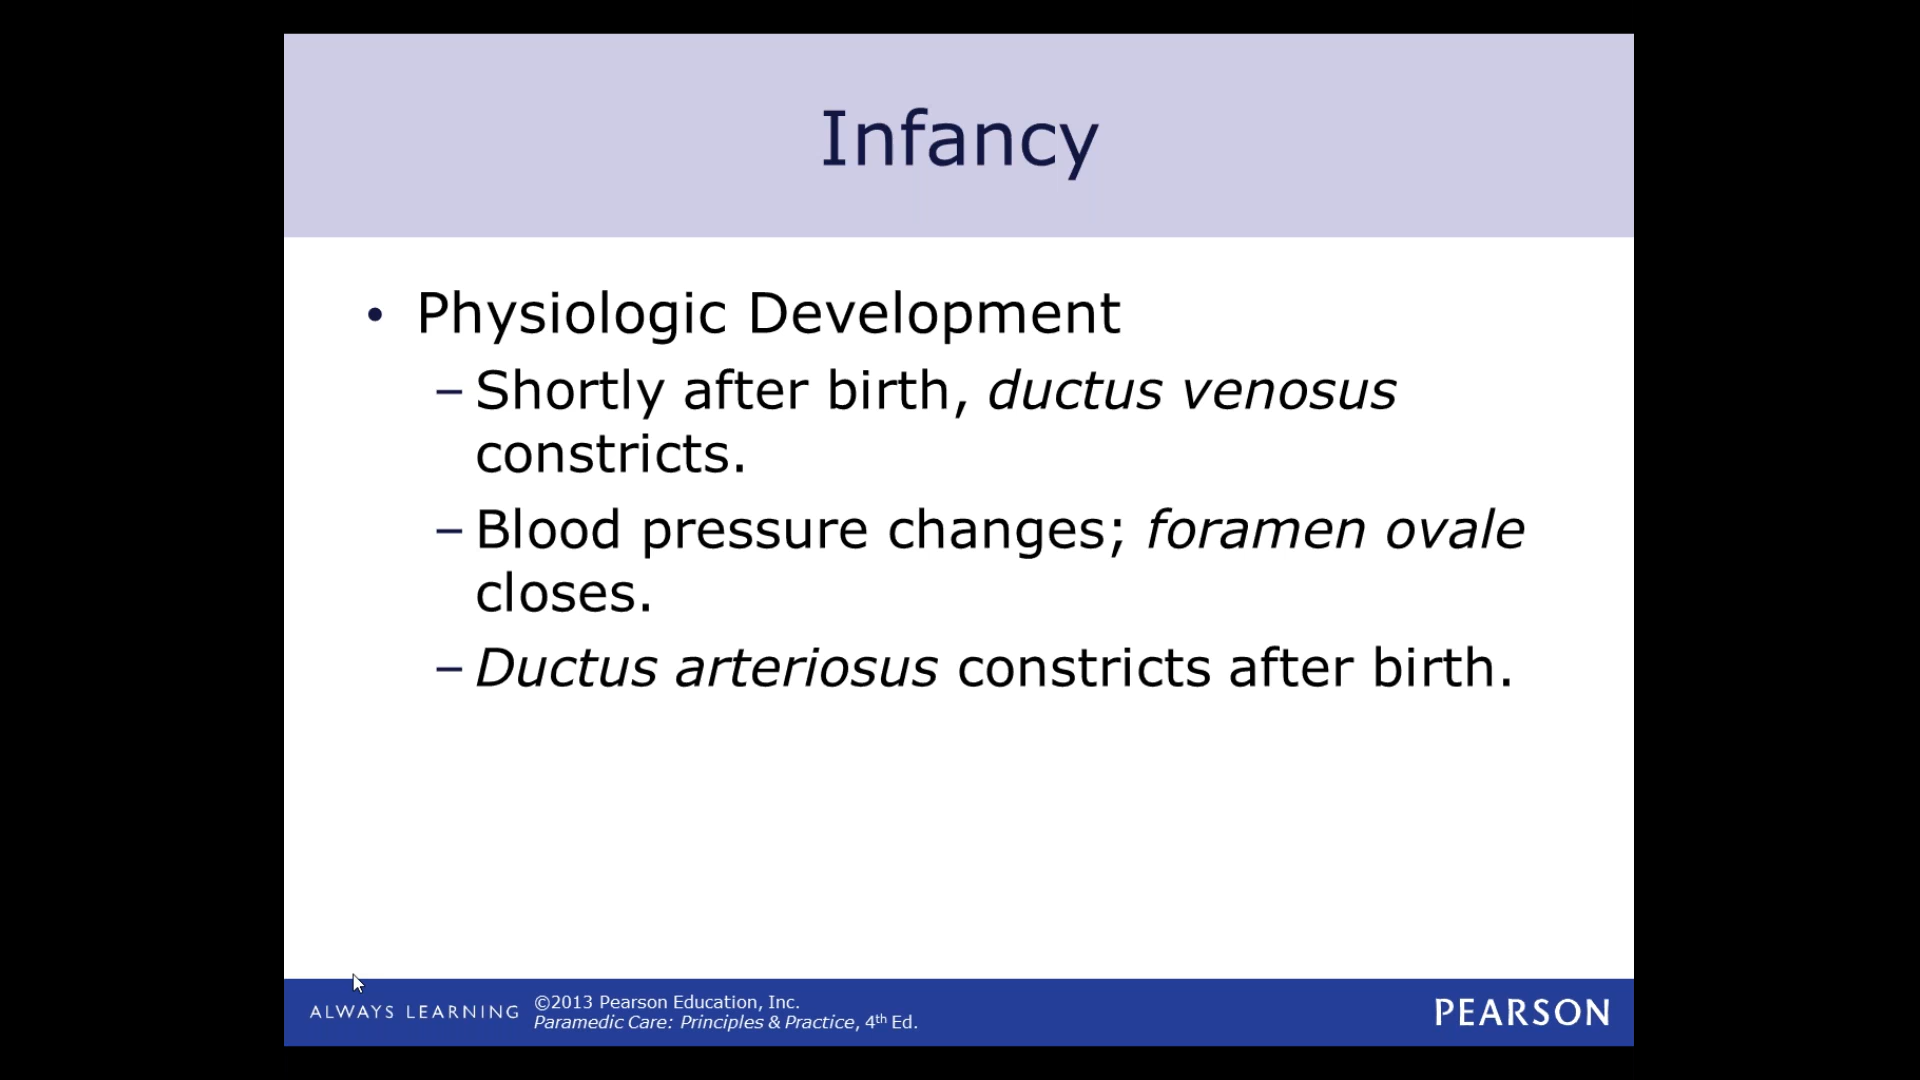 Infancy
• Physiologic Development
– Shortly after birth, ductus venosus
constricts.
– Blood pressure changes; foramen ovale
closes.
– Ductus arteriosus constricts after birth.
ALWAYS LEARNING
©2013 Pearson Education, Inc.
Paramedic Care: Principles & Practice, 4th Ed.
PEARSON